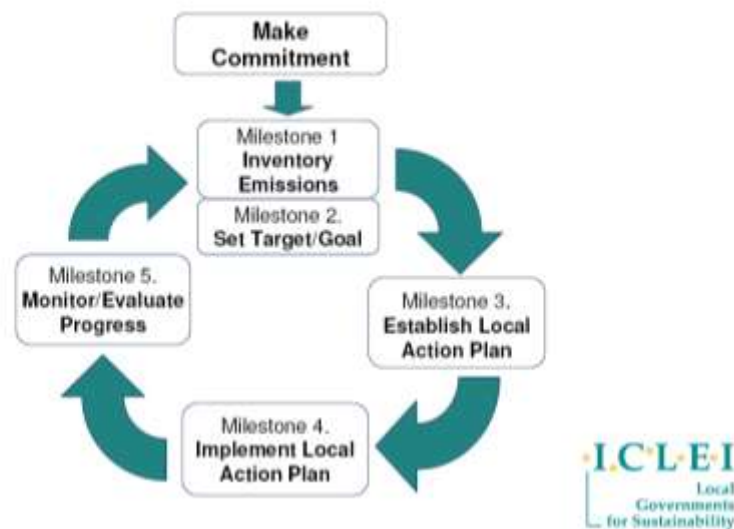 Make
Commitment
Milestone 1
Inventory
Emissions
Milestone 2.
Set Target/Goal
Milestone 3.
Establish Local
Action Plan
Milestone 4.
Implement Local
Action Plan
Milestone 5.
Monitor/Evaluate
Progress
·I·C·L·E·I
Local
Governments
for Sustainability